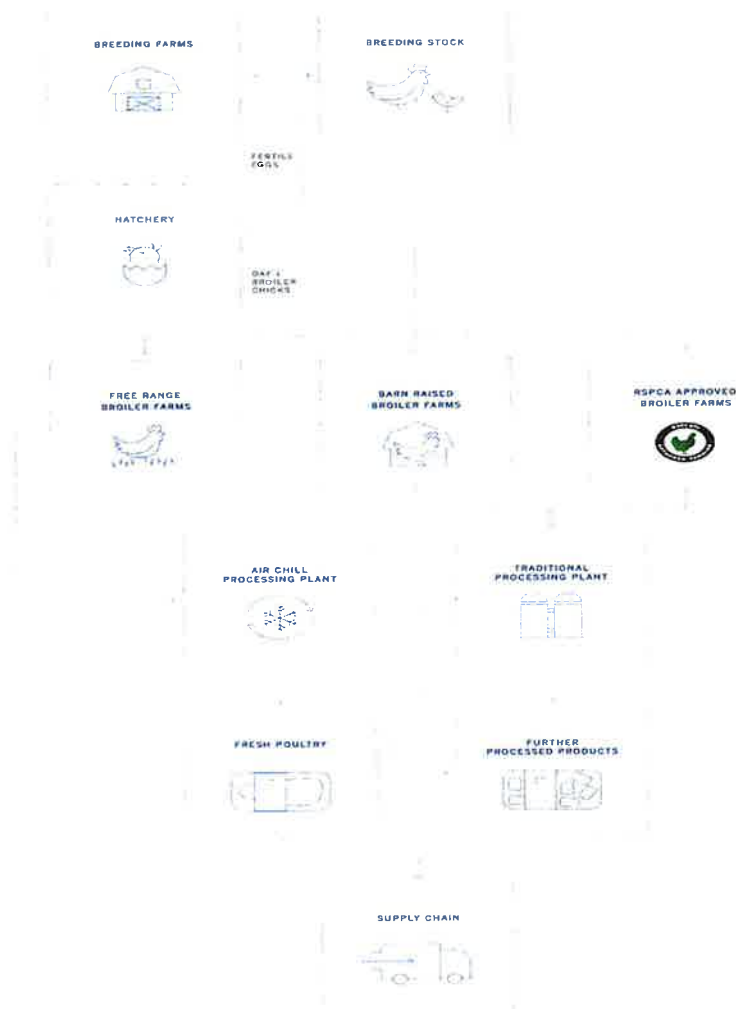 BREEDING FARMS
BREEDING STOCK
FERTILE
EGGS
HATCHERY
DAY 1
BROILER
CHICKS
FREE RANGE
BROILER FARMS
BARN RAISED
BROILER FARMS
RSPCA APPROVED
BROILER FARMS
AIR CHILL
PROCESSING PLANT
TRADITIONAL
PROCESSING PLANT
FRESH POULTRY
FURTHER
PROCESSED PRODUCTS
SUPPLY CHAIN